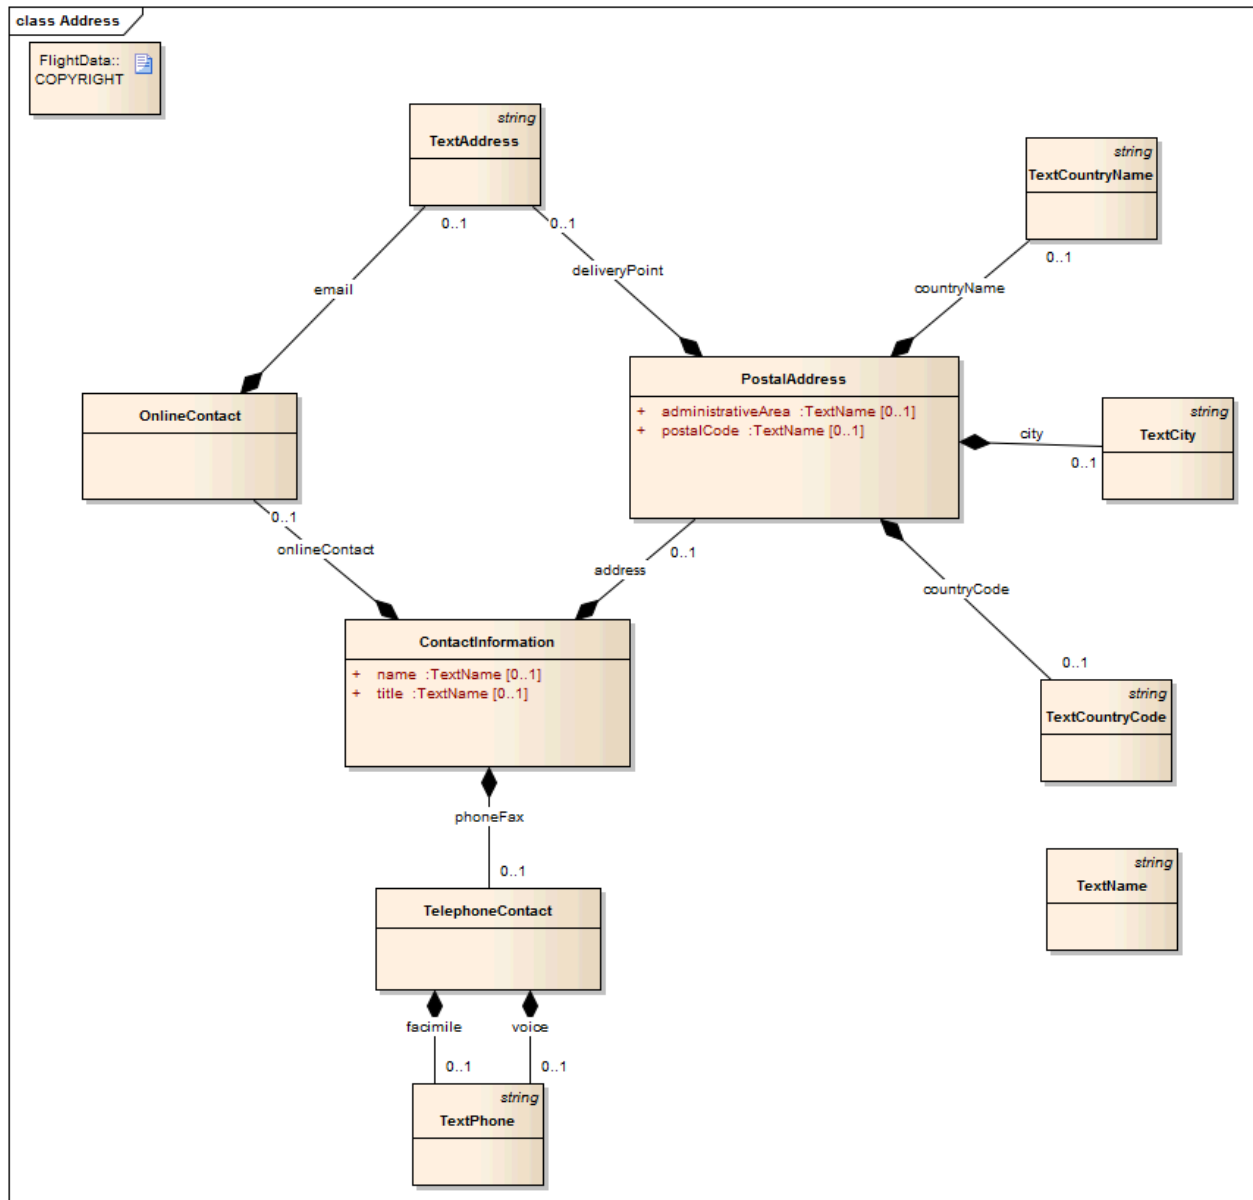 class Address
FlightData::
COPYRIGHT
string
TextAddress
0..1
0..1
string
TextCountryName
0..1
deliveryPoint
countryName
email
PostalAddress
+ administrativeArea :TextName [0..1]
+ postalCode :TextName [0..1]
OnlineContact
string
TextCity
city
0..1
0..1
onlineContact
0..1
address
countryCode
ContactInformation
+ name :TextName [0..1]
+ title :TextName [0..1]
0..1
string
TextCountryCode
phoneFax
0..1
string
TextName
TelephoneContact
facimile
voice
0..1
0..1
string
TextPhone